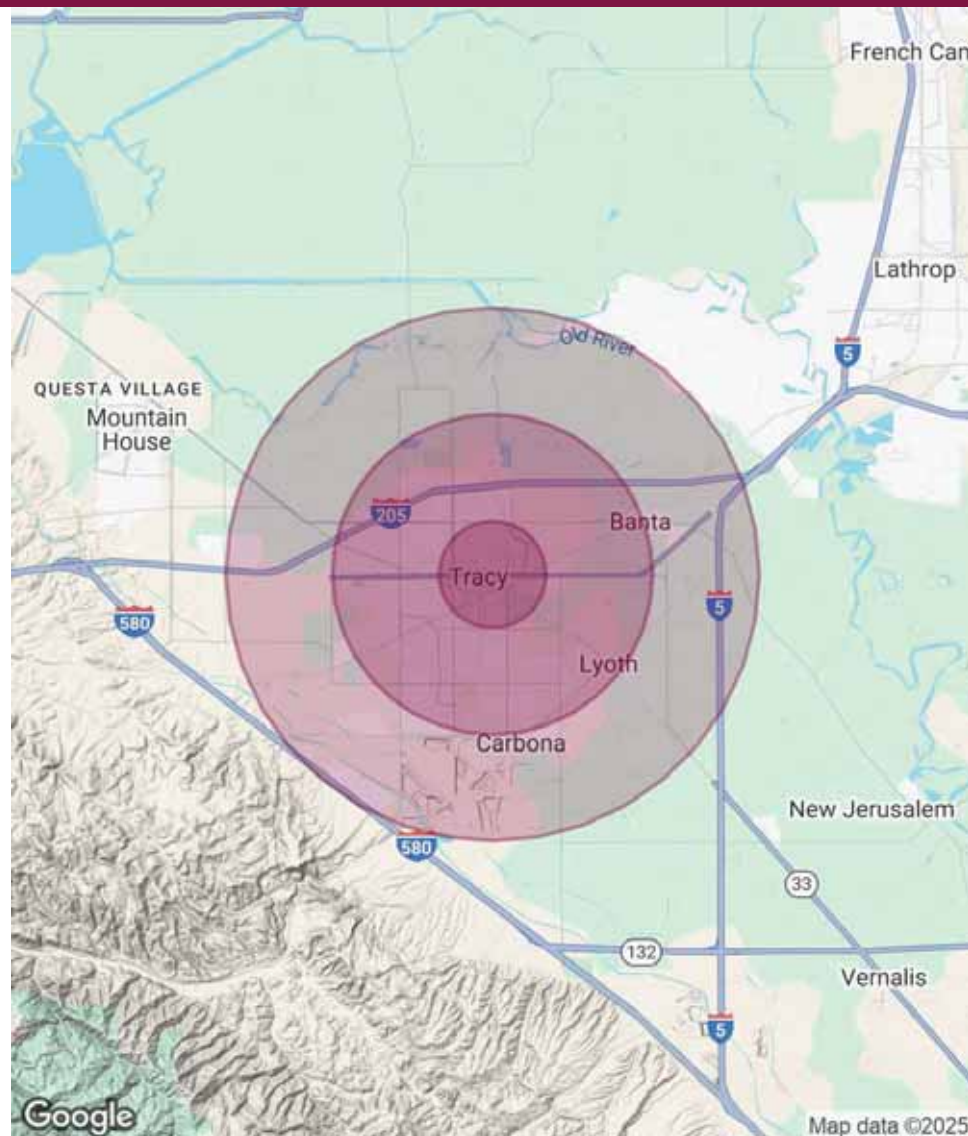 French Cam
Lathrop
Old River
5
QUESTA VILLAGE
Mountain
House
205
Banta
Tracy
580
5
Lyoth
Carbona
New Jerusalem
580
33
132
Vernalis
5
Google
Map data ©2025